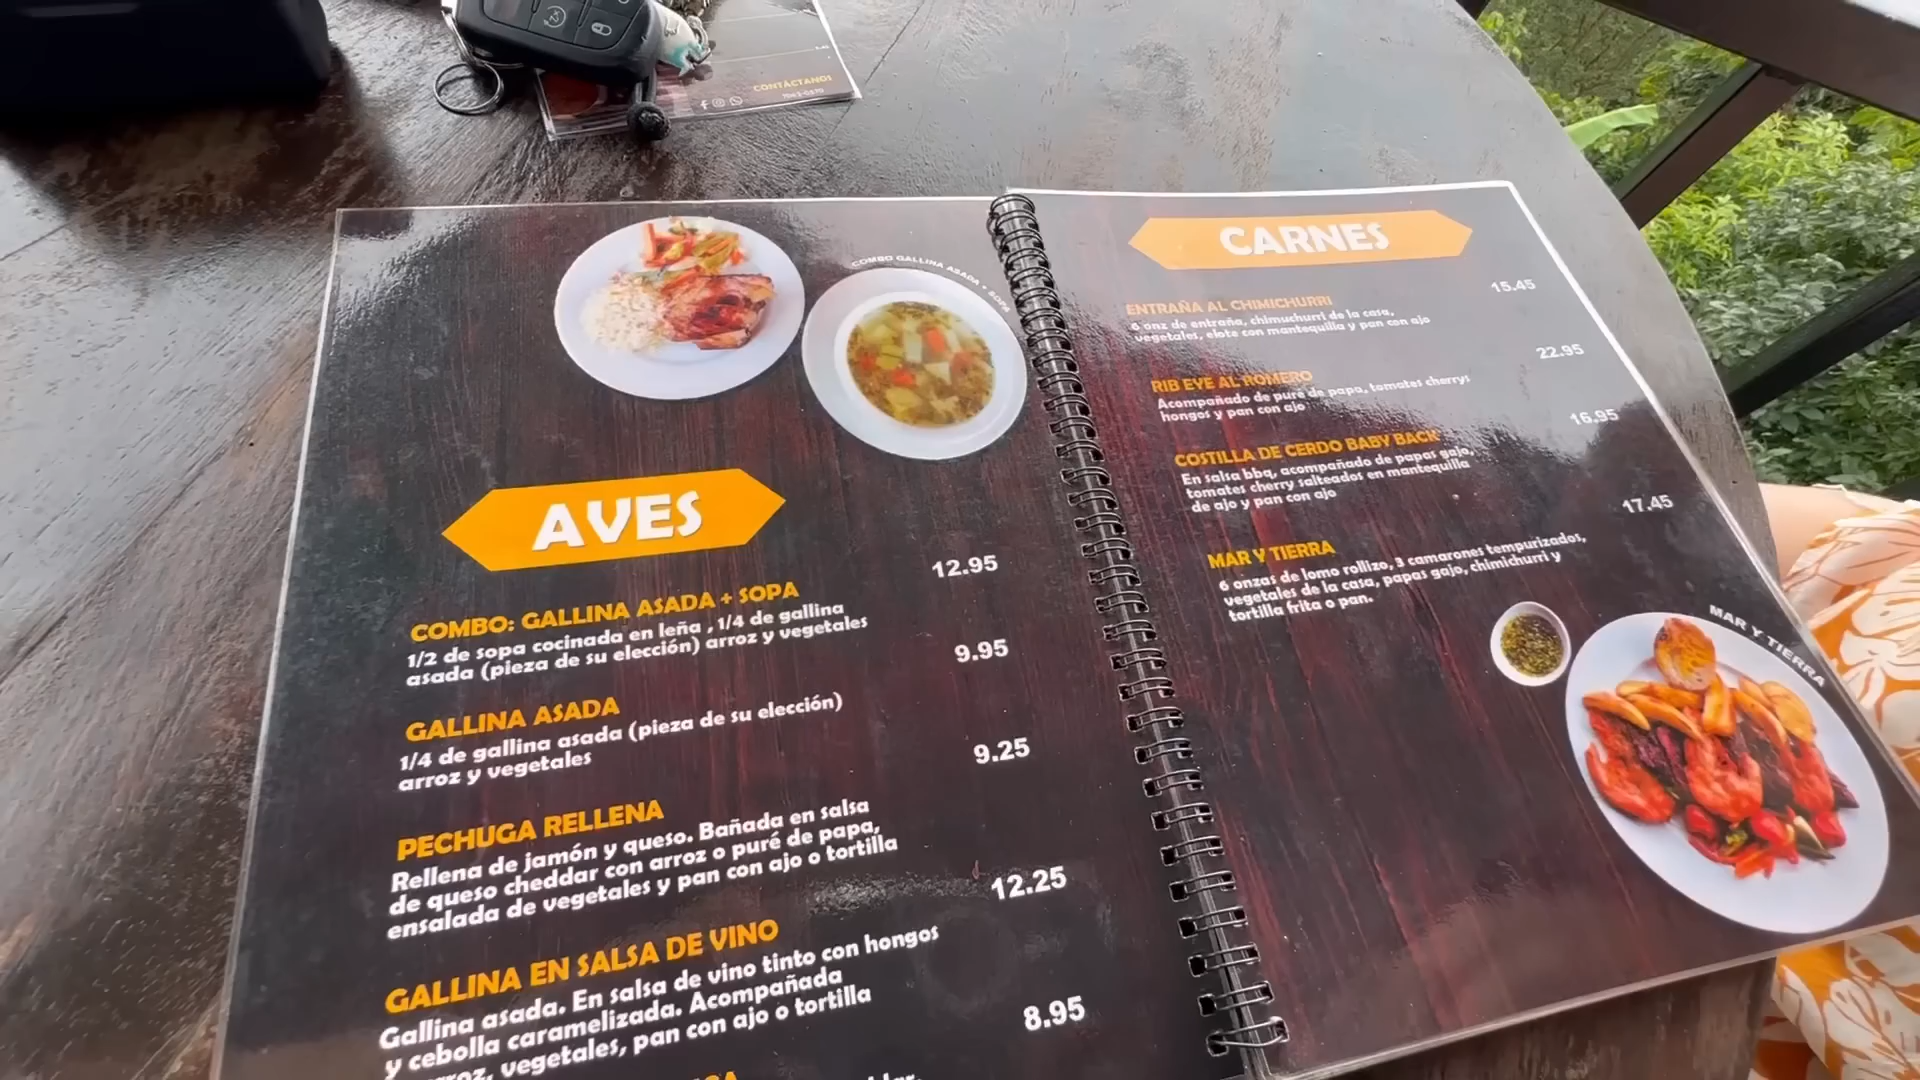 CONTÁCTANOS
COMBO GALLINA ASADA + SOPA
AVES
COMBO: GALLINA ASADA + SOPA
12.95
1/2 de sopa cocinada en leña , 1/4 de gallina
asada (pieza de su elección) arroz y vegetales
GALLINA ASADA
9.95
1/4 de gallina asada (pieza de su elección)
arroz y vegetales
PECHUGA RELLENA
9.25
Rellena de jamón y queso. Bañada en salsa
de queso cheddar con arroz o puré de papa,
ensalada de vegetales y pan con ajo o tortilla
GALLINA EN SALSA DE VINO
12.25
Gallina asada. En salsa de vino tinto con hongos
y cebolla caramelizada. Acompañada
vegetales, pan con ajo o tortilla
8.95
CARNES
ENTRAÑA AL CHIMICHURRI
15.45
6 onz de entraña, chimuchurri de la casa,
vegetales, elote con mantequilla y pan con ajo
RIB EYE AL ROMERO
22.95
Acompañado de puré de papa, tomates cherrys
hongos y pan con ajo
COSTILLA DE CERDO BABY BACK
16.95
En salsa bbq, acompañado de papas gajo,
tomates cherry salteados en mantequilla
de ajo y pan con ajo
MAR Y TIERRA
17.45
6 onzas de lomo rollizo, 3 camarones tempurizados,
vegetales de la casa, papas gajo, chimichurri y
tortilla frita o pan.
MAR Y TIERRA